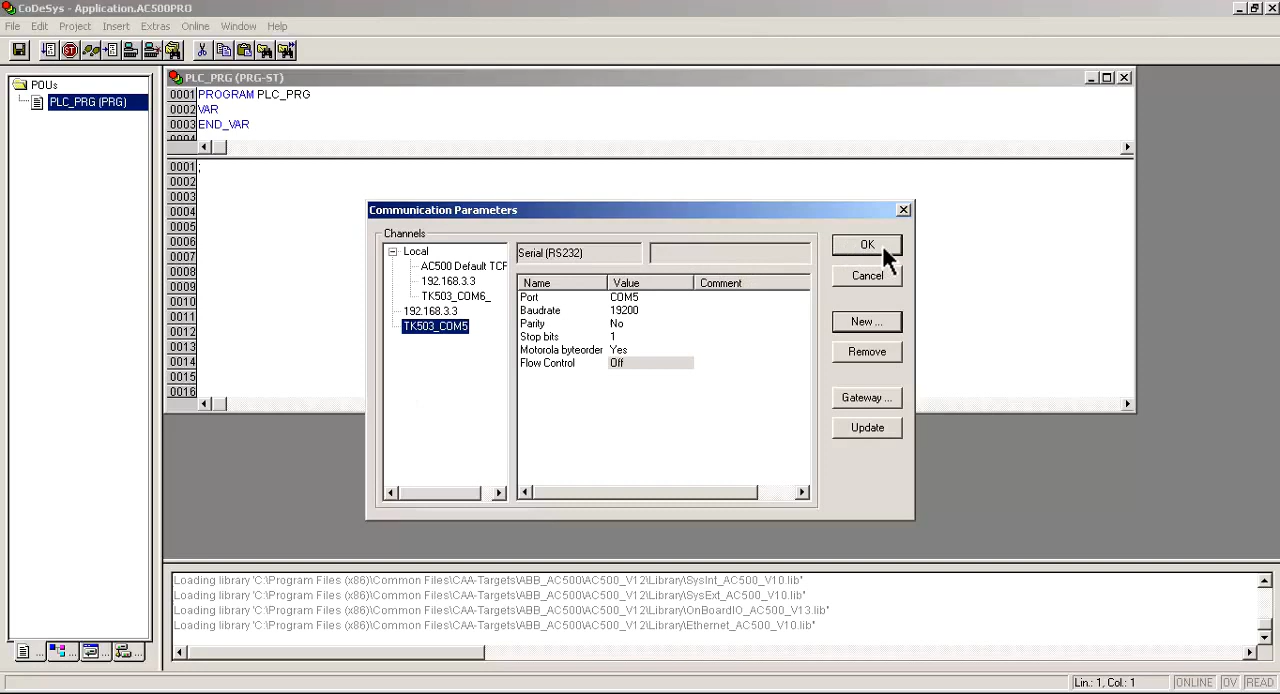 CoDeSys - Application.AC500PRO
File Edit Project Insert Extras Online Window Help
POUs
PLC_PRG (PRG)
PLC_PRG (PRG-ST)
0001 PROGRAM PLC_PRG
0002 VAR
0003 END_VAR
0004
0001 ;
0002
0003
0004
0005
0006
0007
0008
0009
0010
0011
0012
0013
0014
0015
0016
Communication Parameters
Channels
Local
AC500 Default TCP
192.168.3.3
TK503_COM6_
192.168.3.3
TK503_COM5
Serial (RS232)
Name Value Comment
Port COM5
Baudrate 19200
Parity No
Stop bits 1
Motorola byteorder Yes
Flow Control Off
OK
Cancel
New ...
Remove
Gateway ...
Update
Loading library 'C:\Program Files (x86)\Common Files\CAA-Targets\ABB_AC500\AC500_V12\Library\SysInt_AC500_V10.lib'
Loading library 'C:\Program Files (x86)\Common Files\CAA-Targets\ABB_AC500\AC500_V12\Library\SysExt_AC500_V10.lib'
Loading library 'C:\Program Files (x86)\Common Files\CAA-Targets\ABB_AC500\AC500_V12\Library\OnBoardIO_AC500_V13.lib'
Loading library 'C:\Program Files (x86)\Common Files\CAA-Targets\ABB_AC500\AC500_V12\Library\Ethernet_AC500_V10.lib'
... ... ... ...
Lin.: 1, Col.: 1 ONLINE OV READ